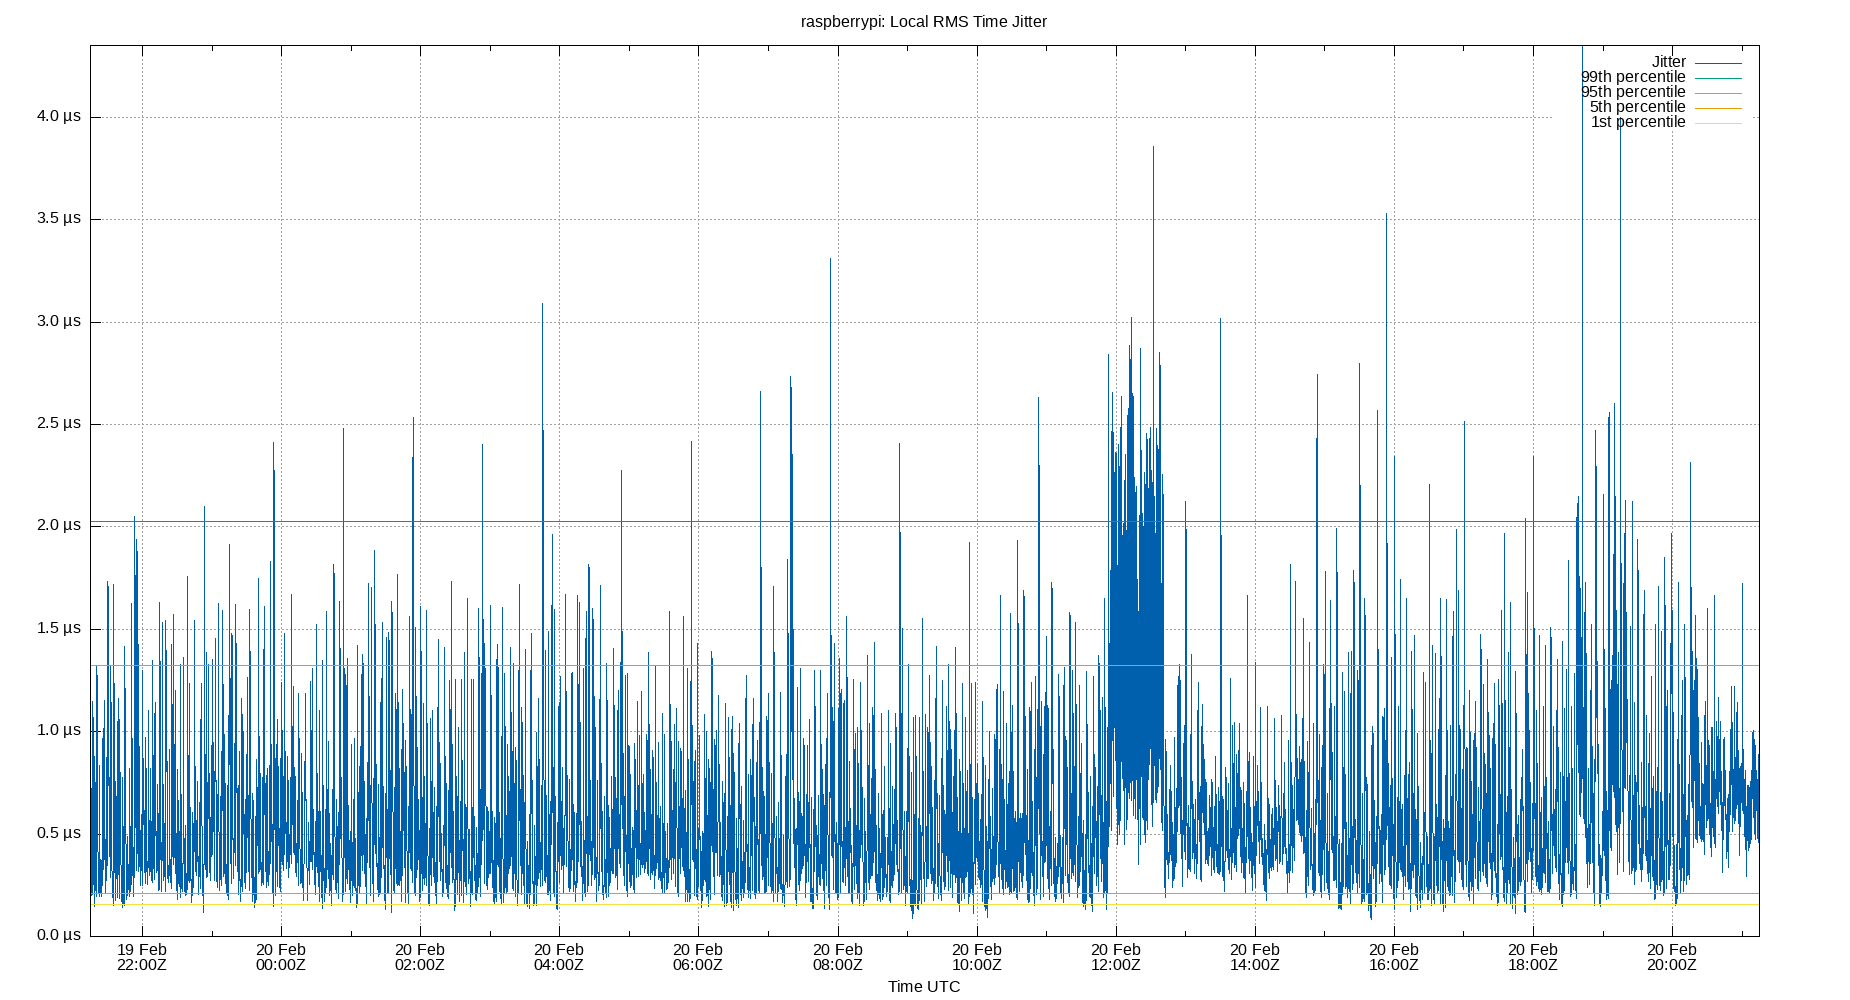 raspberrypi: Local RMS Time Jitter
Jitter
99th percentile
95th percentile
5th percentile
1st percentile
4.0 µs
3.5 µs
3.0 µs
2.5 µs
2.0 µs
1.5 µs
1.0 µs
0.5 µs
0.0 µs
19 Feb 20 Feb 20 Feb 20 Feb 20 Feb 20 Feb 20 Feb 20 Feb 20 Feb 20 Feb 20 Feb 20 Feb
22:00Z 00:00Z 02:00Z 04:00Z 06:00Z 08:00Z 10:00Z 12:00Z 14:00Z 16:00Z 18:00Z 20:00Z
Time UTC